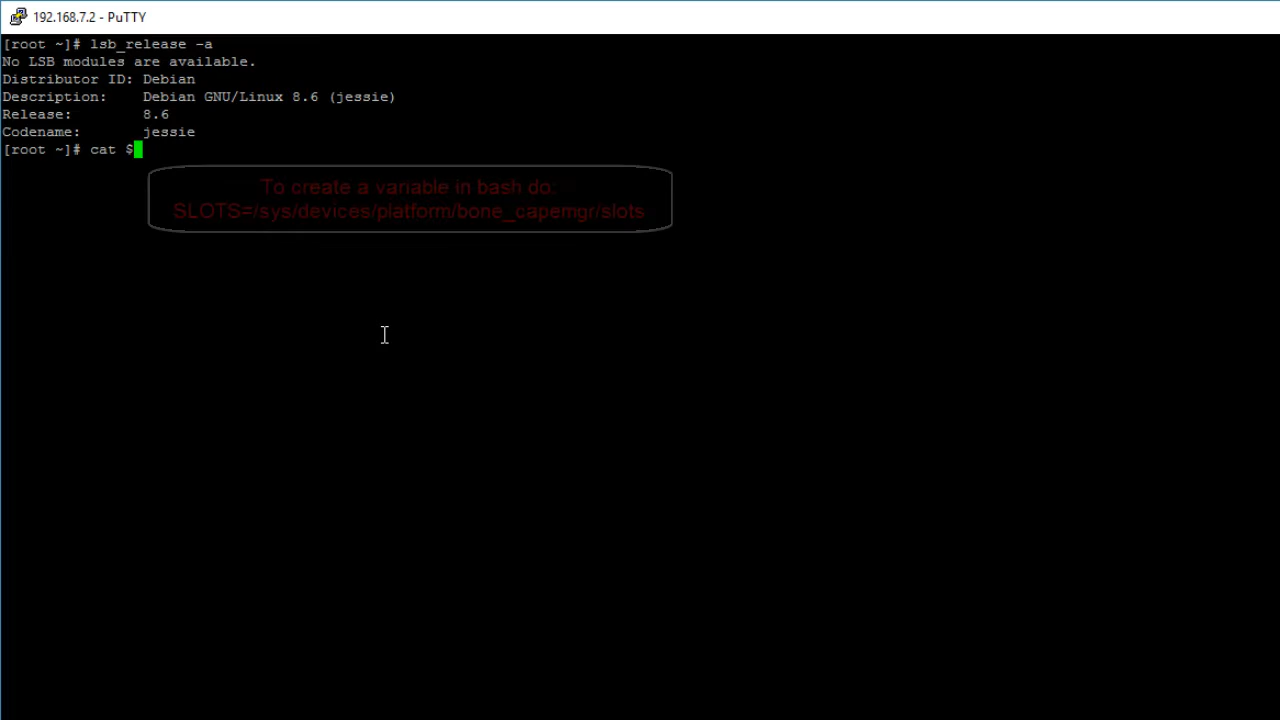 192.168.7.2 - PuTTY
[root ~]# lsb_release -a
No LSB modules are available.
Distributor ID: Debian
Description:    Debian GNU/Linux 8.6 (jessie)
Release:        8.6
Codename:       jessie
[root ~]# cat $
To create a variable in bash do:
SLOTS=/sys/devices/platform/bone_capemgr/slots